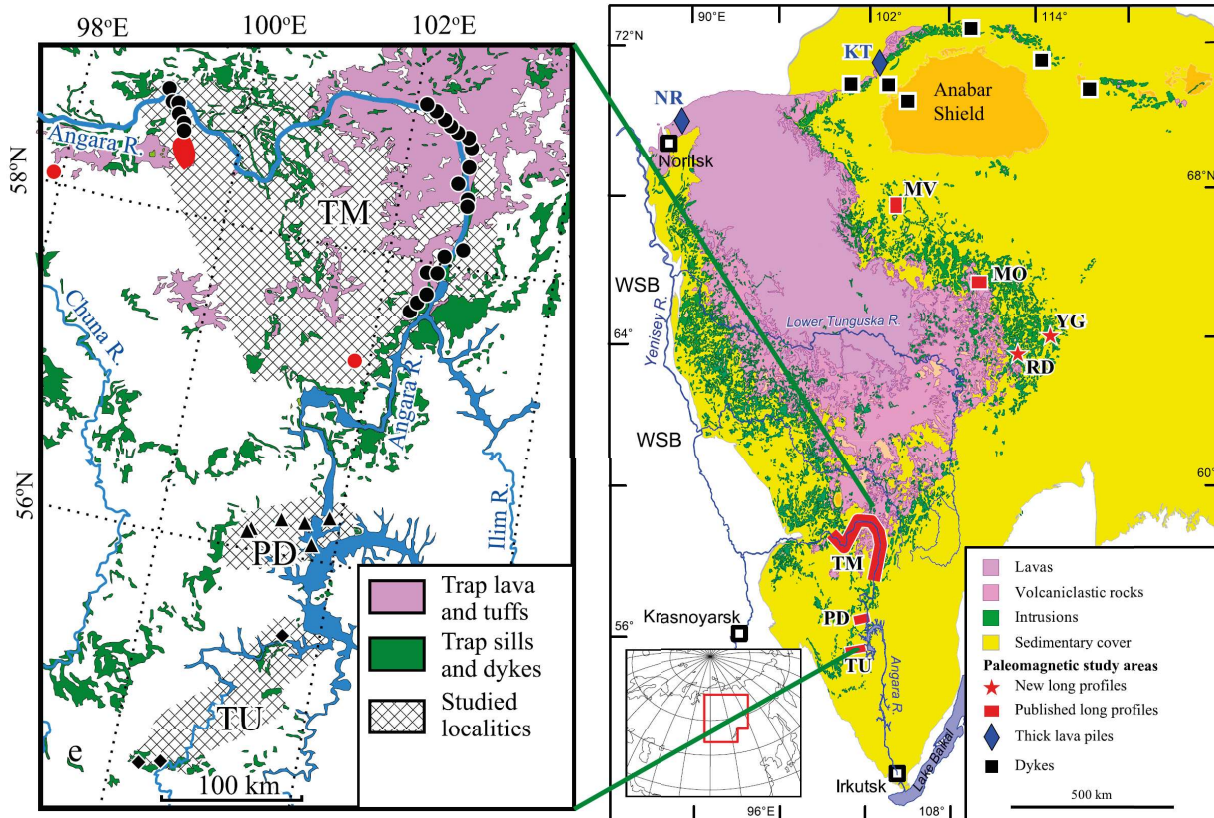 98°E
100°E
102°E
58°N
56°N
Angara R.
TM
Chuna R.
Angara R.
Ilim R.
PD
TU
e
100 km
Trap lava
and tuffs
Trap sills
and dykes
Studied
localitics
90°E
102°E
114°E
72°N
68°N
64°N
64°
60°N
56°N
96°E
108°E
KT
NR
Anabar
Shield
Norilsk
MV
MO
YG
RD
WSB
WSB
Yenisey R.
Lower Tunguska R.
TM
PD
TU
Krasnoyarsk
Angara R.
Irkutsk
Lake Baikal
Lavas
Volcaniclastic rocks
Intrusions
Sedimentary cover
Paleomagnetic study areas
New long profiles
Published long profiles
Thick lava piles
Dykes
500 km